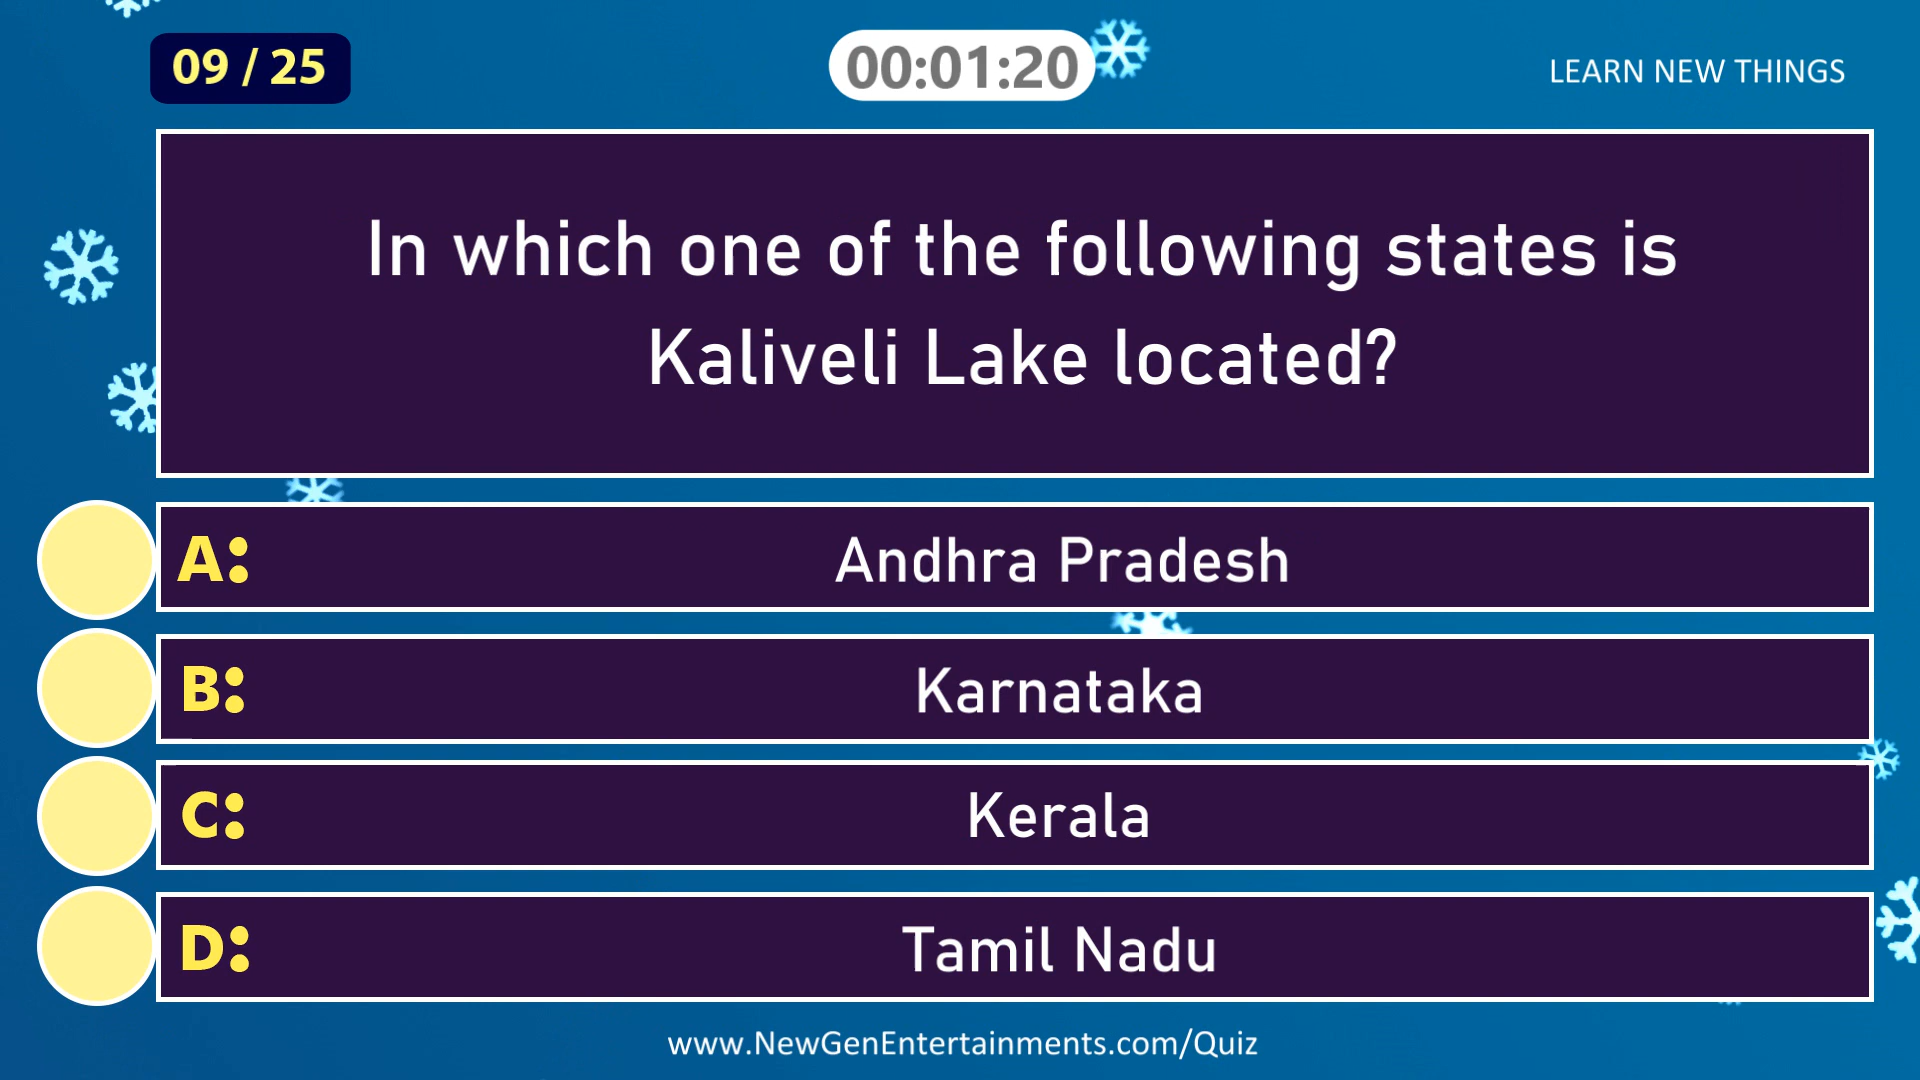 09 / 25
00:01:20
LEARN NEW THINGS
In which one of the following states is
Kaliveli Lake located?
A: Andhra Pradesh
B: Karnataka
C: Kerala
D: Tamil Nadu
www.NewGenEntertainments.com/Quiz